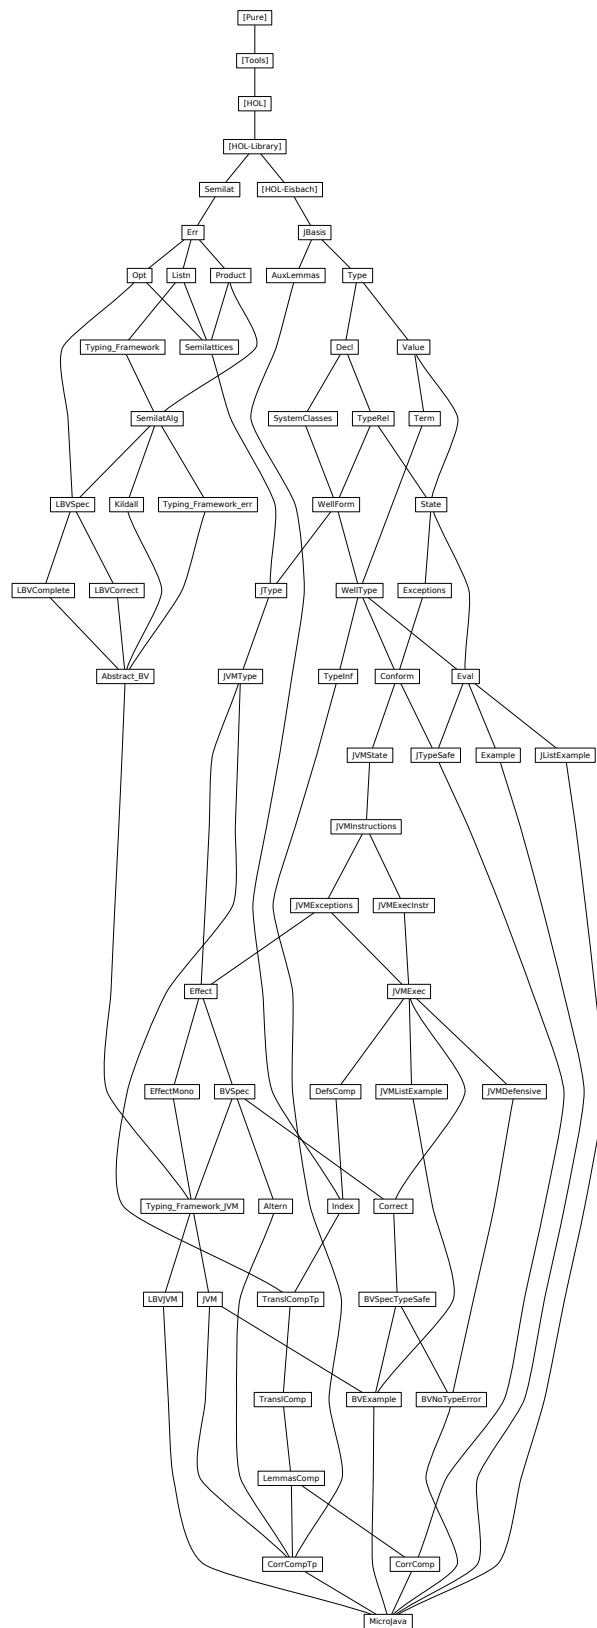 [Pure]
[Tools]
[HOL]
[HOL-Library]
Semilat [HOL-Eisbach]
Err JBasis
Opt Listn Product AuxLemmas Type
Typing_Framework Semilattices Decl Value
SemilatAlg SystemClasses TypeRel Term
LBVSpec Kildall Typing_Framework_err WellForm State
LBVComplete LBVCorrect JType WellType Exceptions
Abstract_BV JVMType TypeInf Conform Eval
JVMState JTypeSafe Example JListExample
JVMInstructions
JVMExceptions JVMExecInstr
Effect JVMExec
EffectMono BVSpec DefsComp JVMListExample JVMDefensive
Typing_Framework_JVM Altern Index Correct
LBVJVM JVM TranslCompTp BVSpecTypeSafe
TranslComp BVExample BVNoTypeError
LemmasComp
CorrCompTp CorrComp
MicroJava